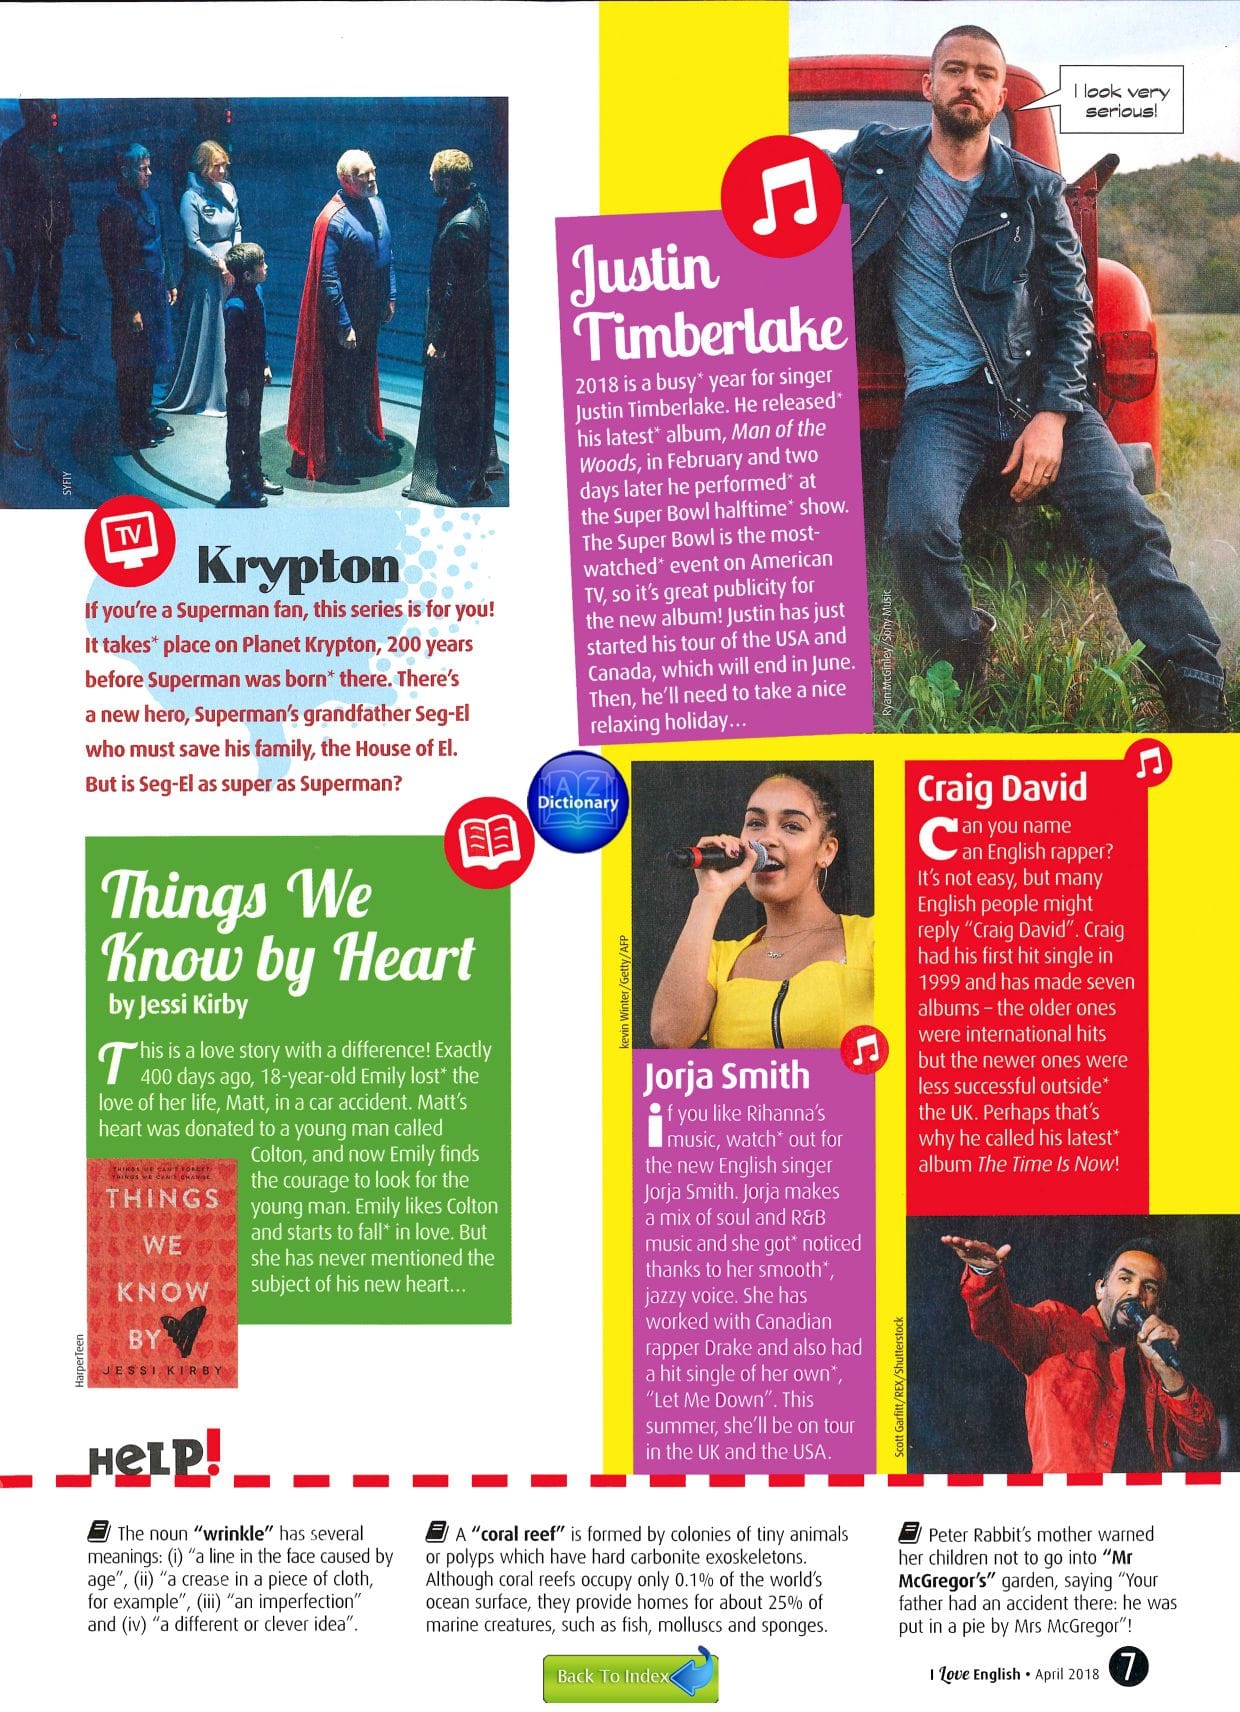 SYFY
TV
Krypton
If you're a Superman fan, this series is for you!
It takes* place on Planet Krypton, 200 years
before Superman was born* there. There's
a new hero, Superman's grandfather Seg-El
who must save his family, the House of El.
But is Seg-El as super as Superman?
I look very
serious!
Justin
Timberlake
2018 is a busy* year for singer
Justin Timberlake. He released*
his latest* album, Man of the
Woods, in February and two
days later he performed* at
the Super Bowl halftime* show.
The Super Bowl is the most-
watched* event on American
TV, so it's great publicity for
the new album! Justin has just
started his tour of the USA and
Canada, which will end in June.
Then, he'll need to take a nice
relaxing holiday...
Ryan McGinley/Sony Music
A Z
Dictionary
Things We
Know by Heart
by Jessi Kirby
This is a love story with a difference! Exactly
400 days ago, 18-year-old Emily lost* the
love of her life, Matt, in a car accident. Matt's
heart was donated to a young man called
Colton, and now Emily finds
the courage to look for the
young man. Emily likes Colton
and starts to fall* in love. But
she has never mentioned the
subject of his new heart...
THINGS WE CAN'T FORGET.
THINGS WE CAN'T CHANGE.
THINGS
WE
KNOW
BY
JESSI KIRBY
HarperTeen
kevin Winter/Getty/AFP
Jorja Smith
if you like Rihanna's
music, watch* out for
the new English singer
Jorja Smith. Jorja makes
a mix of soul and R&B
music and she got* noticed
thanks to her smooth*,
jazzy voice. She has
worked with Canadian
rapper Drake and also had
a hit single of her own*,
"Let Me Down". This
summer, she'll be on tour
in the UK and the USA.
Craig David
Can you name
an English rapper?
It's not easy, but many
English people might
reply "Craig David". Craig
had his first hit single in
1999 and has made seven
albums – the older ones
were international hits
but the newer ones were
less successful outside*
the UK. Perhaps that's
why he called his latest*
album The Time Is Now!
Scott Garfitt/REX/Shutterstock
HeLP!
The noun "wrinkle" has several
meanings: (i) "a line in the face caused by
age", (ii) "a crease in a piece of cloth,
for example", (iii) "an imperfection"
and (iv) "a different or clever idea".
A "coral reef" is formed by colonies of tiny animals
or polyps which have hard carbonite exoskeletons.
Although coral reefs occupy only 0.1% of the world's
ocean surface, they provide homes for about 25% of
marine creatures, such as fish, molluscs and sponges.
Peter Rabbit's mother warned
her children not to go into "Mr
McGregor's" garden, saying "Your
father had an accident there: he was
put in a pie by Mrs McGregor"!
Back To Index
I Love English • April 2018 7